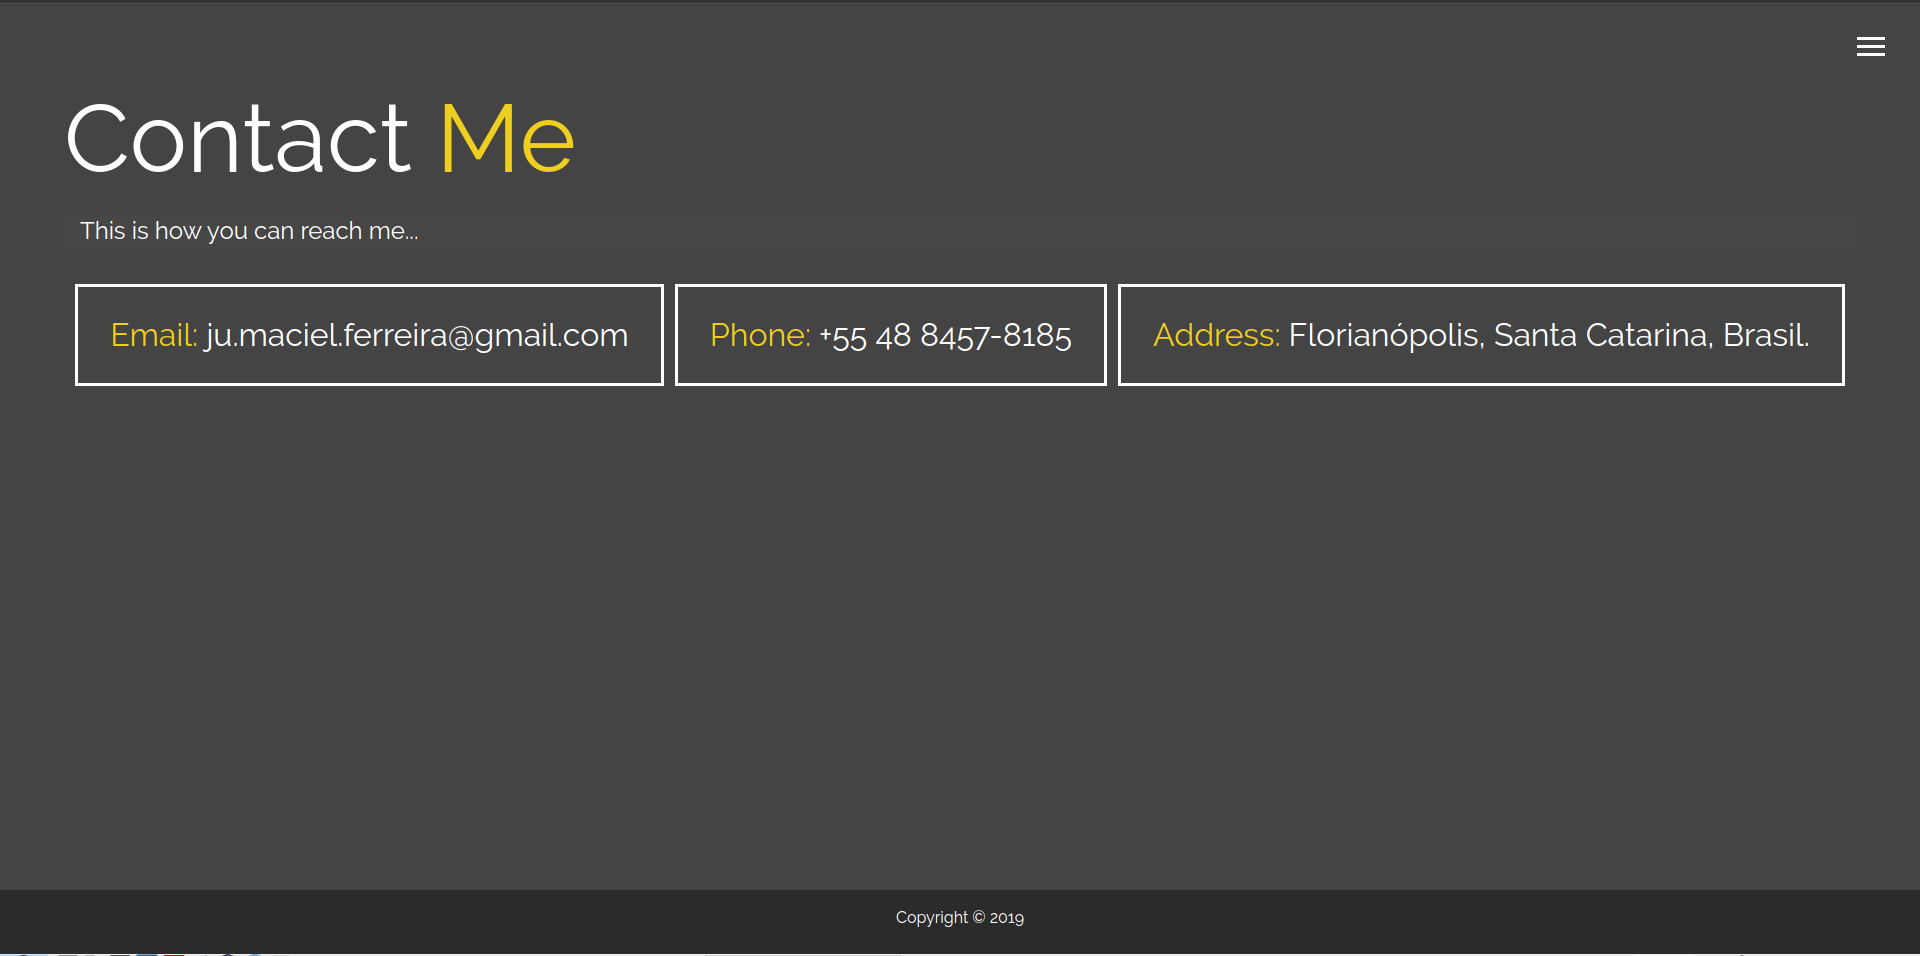 Contact Me
This is how you can reach me...
Email: ju.maciel.ferreira@gmail.com
Phone: +55 48 8457-8185
Address: Florianópolis, Santa Catarina, Brasil.
Copyright © 2019